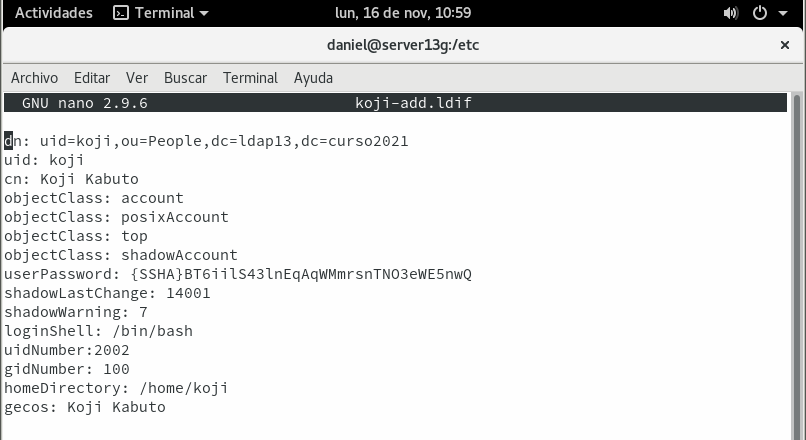 Actividades Terminal lun, 16 de nov, 10:59
daniel@server13g:/etc ×
Archivo Editar Ver Buscar Terminal Ayuda
GNU nano 2.9.6 koji-add.ldif
dn: uid=koji,ou=People,dc=ldap13,dc=curso2021
uid: koji
cn: Koji Kabuto
objectClass: account
objectClass: posixAccount
objectClass: top
objectClass: shadowAccount
userPassword: {SSHA}BT6iilS43lnEqAqWMmrsnTNO3eWE5nwQ
shadowLastChange: 14001
shadowWarning: 7
loginShell: /bin/bash
uidNumber:2002
gidNumber: 100
homeDirectory: /home/koji
gecos: Koji Kabuto